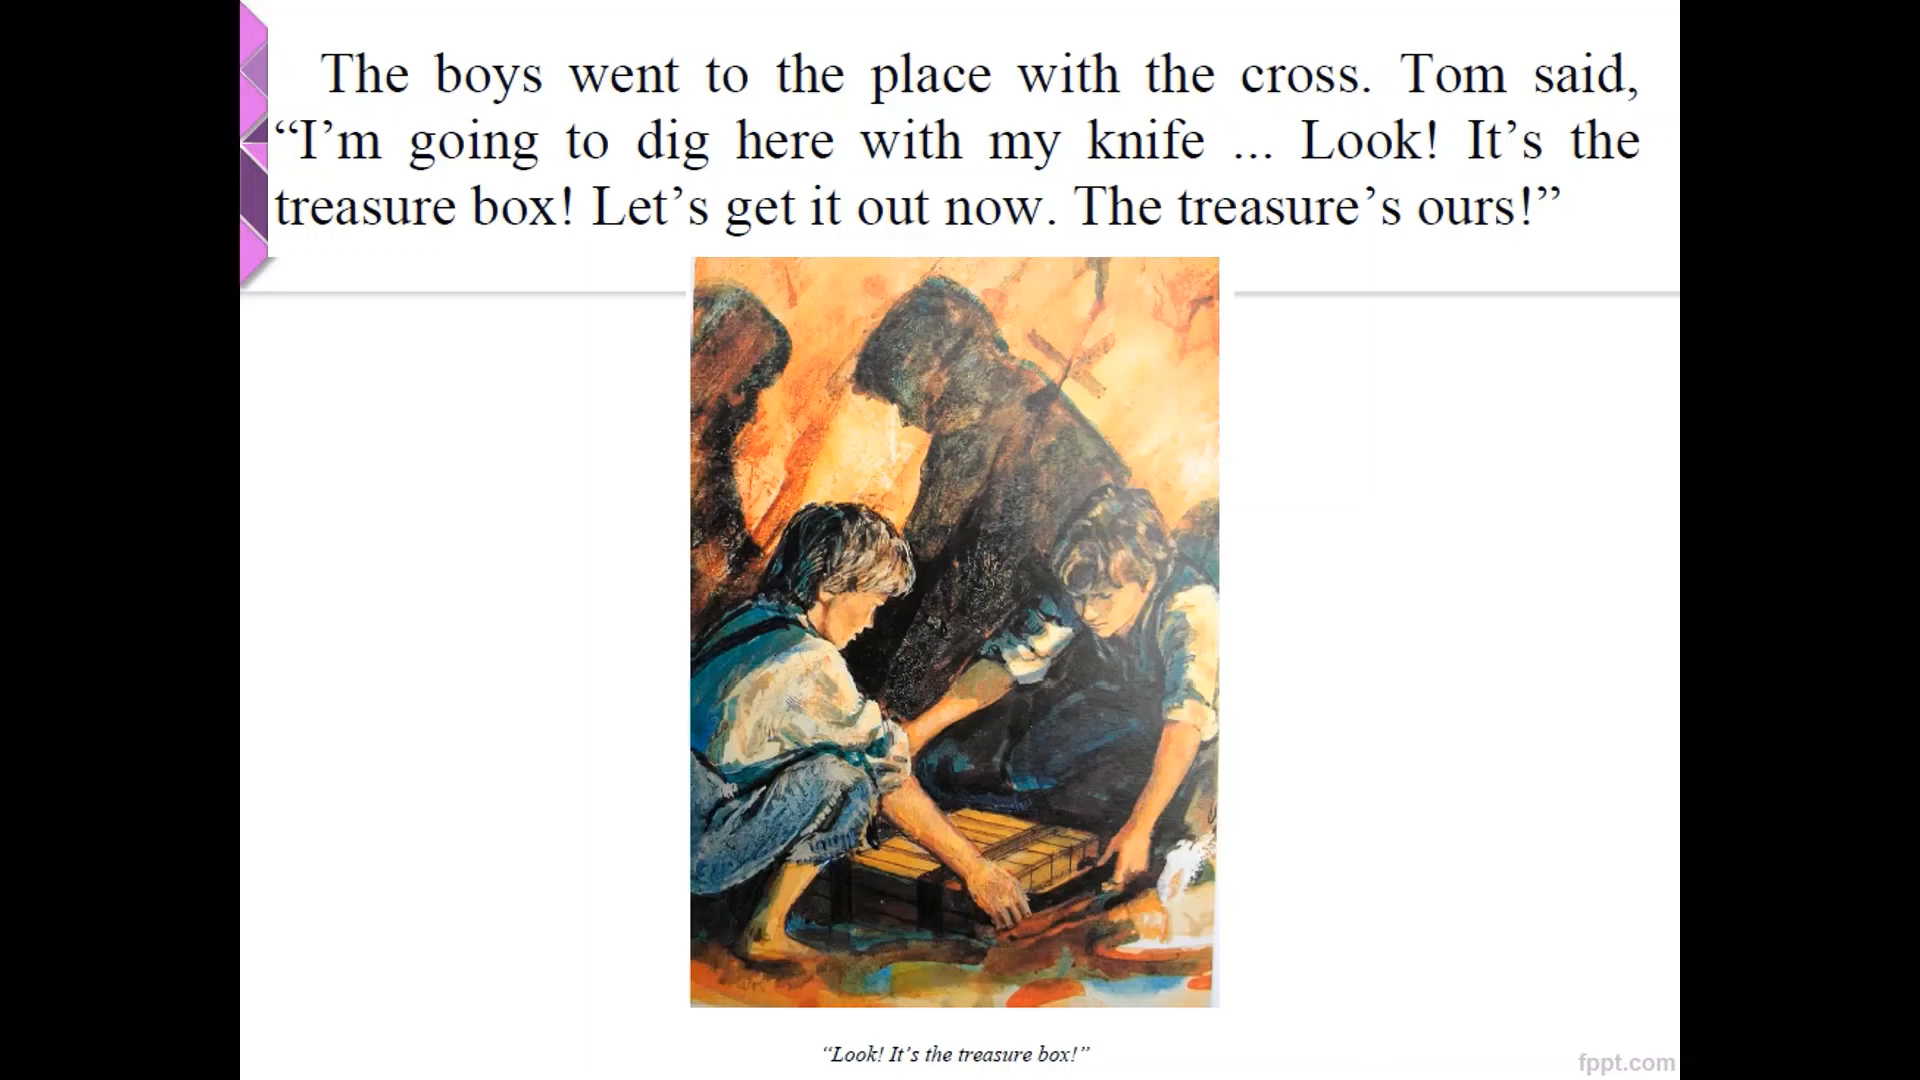 The boys went to the place with the cross. Tom said,
“I’m going to dig here with my knife ... Look! It’s the
treasure box! Let’s get it out now. The treasure’s ours!”
“Look! It’s the treasure box!”
fppt.com